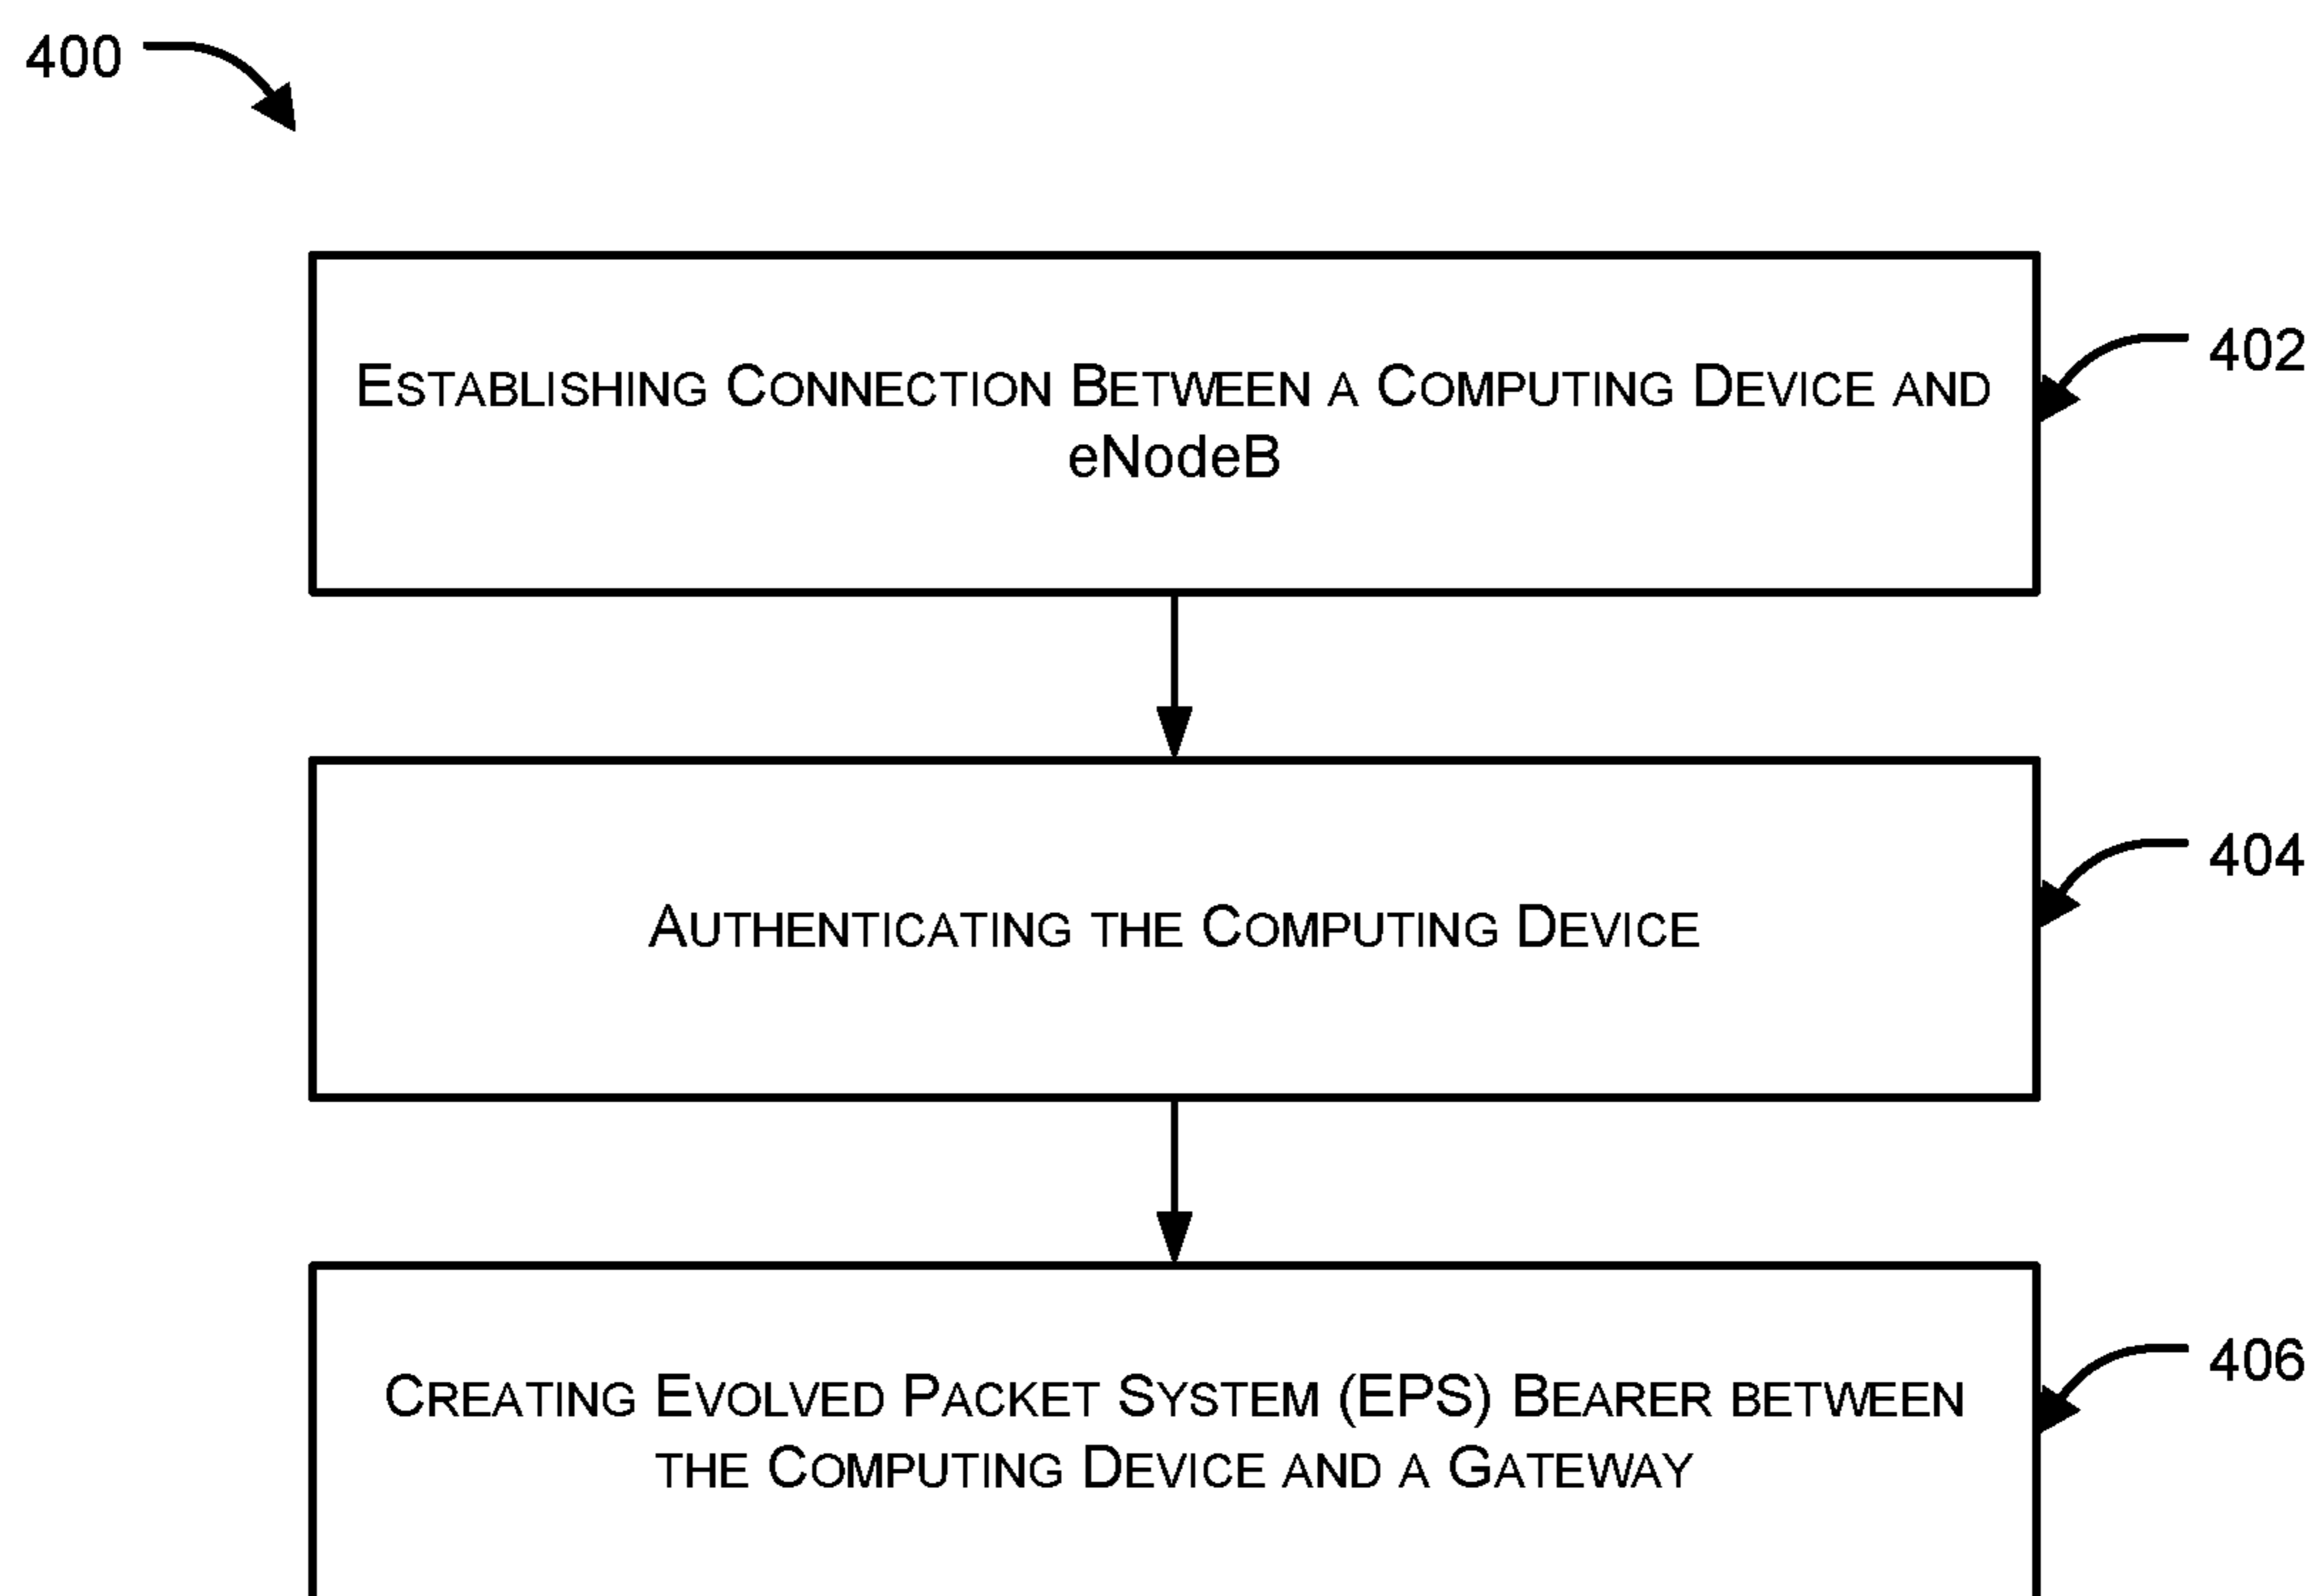 400
ESTABLISHING CONNECTION BETWEEN A COMPUTING DEVICE AND
eNodeB
402
AUTHENTICATING THE COMPUTING DEVICE
404
CREATING EVOLVED PACKET SYSTEM (EPS) BEARER BETWEEN
THE COMPUTING DEVICE AND A GATEWAY
406